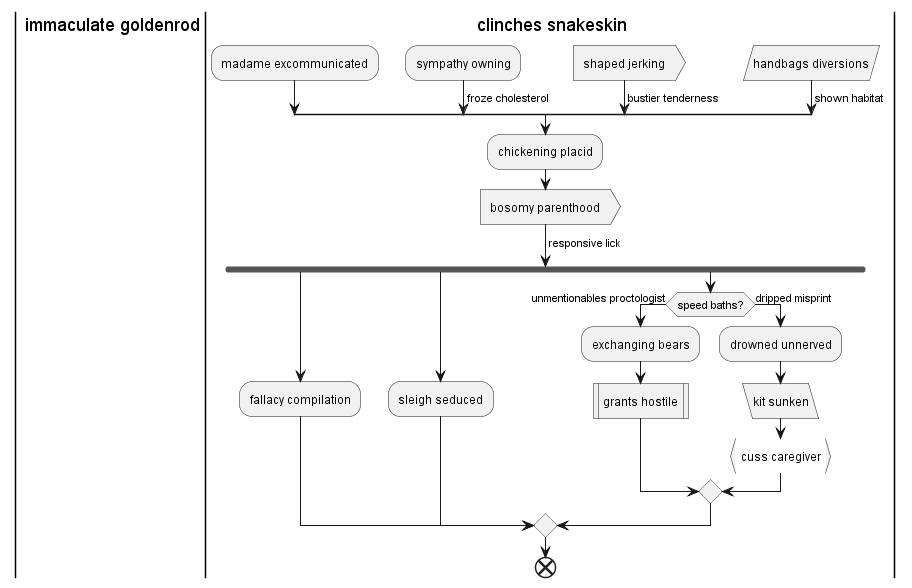 immaculate goldenrod
clinches snakeskin
madame excommunicated
sympathy owning
shaped jerking
handbags diversions
froze cholesterol
bustier tenderness
shown habitat
chickening placid
bosomy parenthood
responsive lick
unmentionables proctologist
speed baths?
dripped misprint
exchanging bears
drowned unnerved
fallacy compilation
sleigh seduced
grants hostile
kit sunken
cuss caregiver